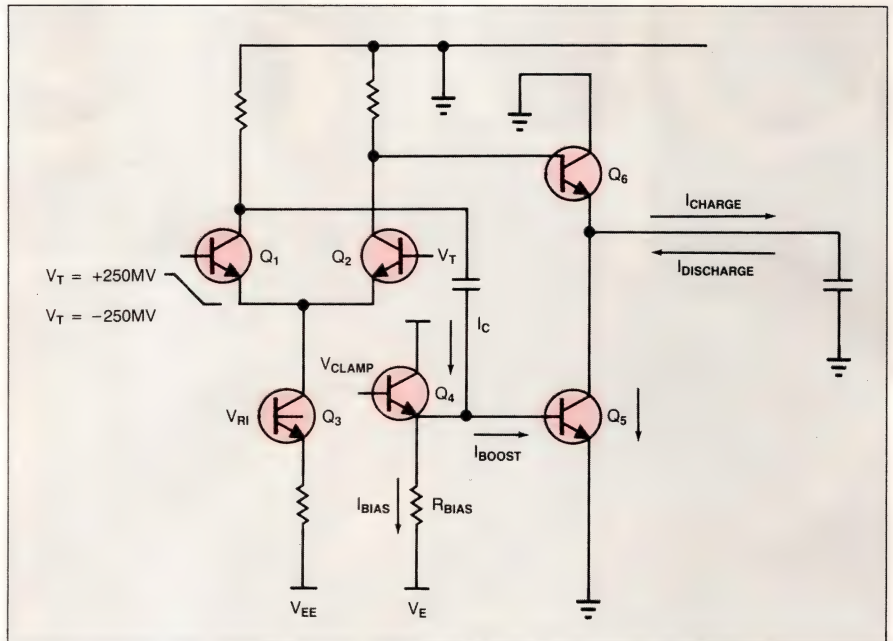 Q6
ICHARGE
Q1
Q2
VT
IDISCHARGE
VT = +250MV
VT = −250MV
IC
VCLAMP
Q4
VRI
Q3
Q5
IBOOST
IBIAS
RBIAS
VEE
VE